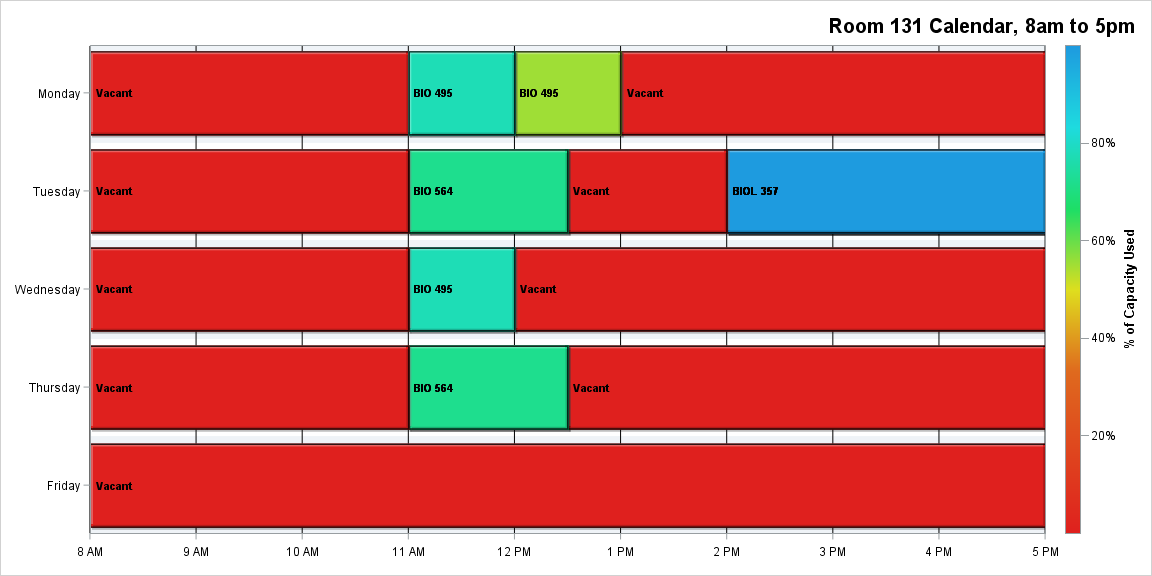 Room 131 Calendar, 8am to 5pm
Monday
Vacant
BIO 495
BIO 495
Vacant
Tuesday
Vacant
BIO 564
Vacant
BIOL 357
Wednesday
Vacant
BIO 495
Vacant
Thursday
Vacant
BIO 564
Vacant
Friday
Vacant
8 AM
9 AM
10 AM
11 AM
12 PM
1 PM
2 PM
3 PM
4 PM
5 PM
80%
60%
40%
20%
% of Capacity Used